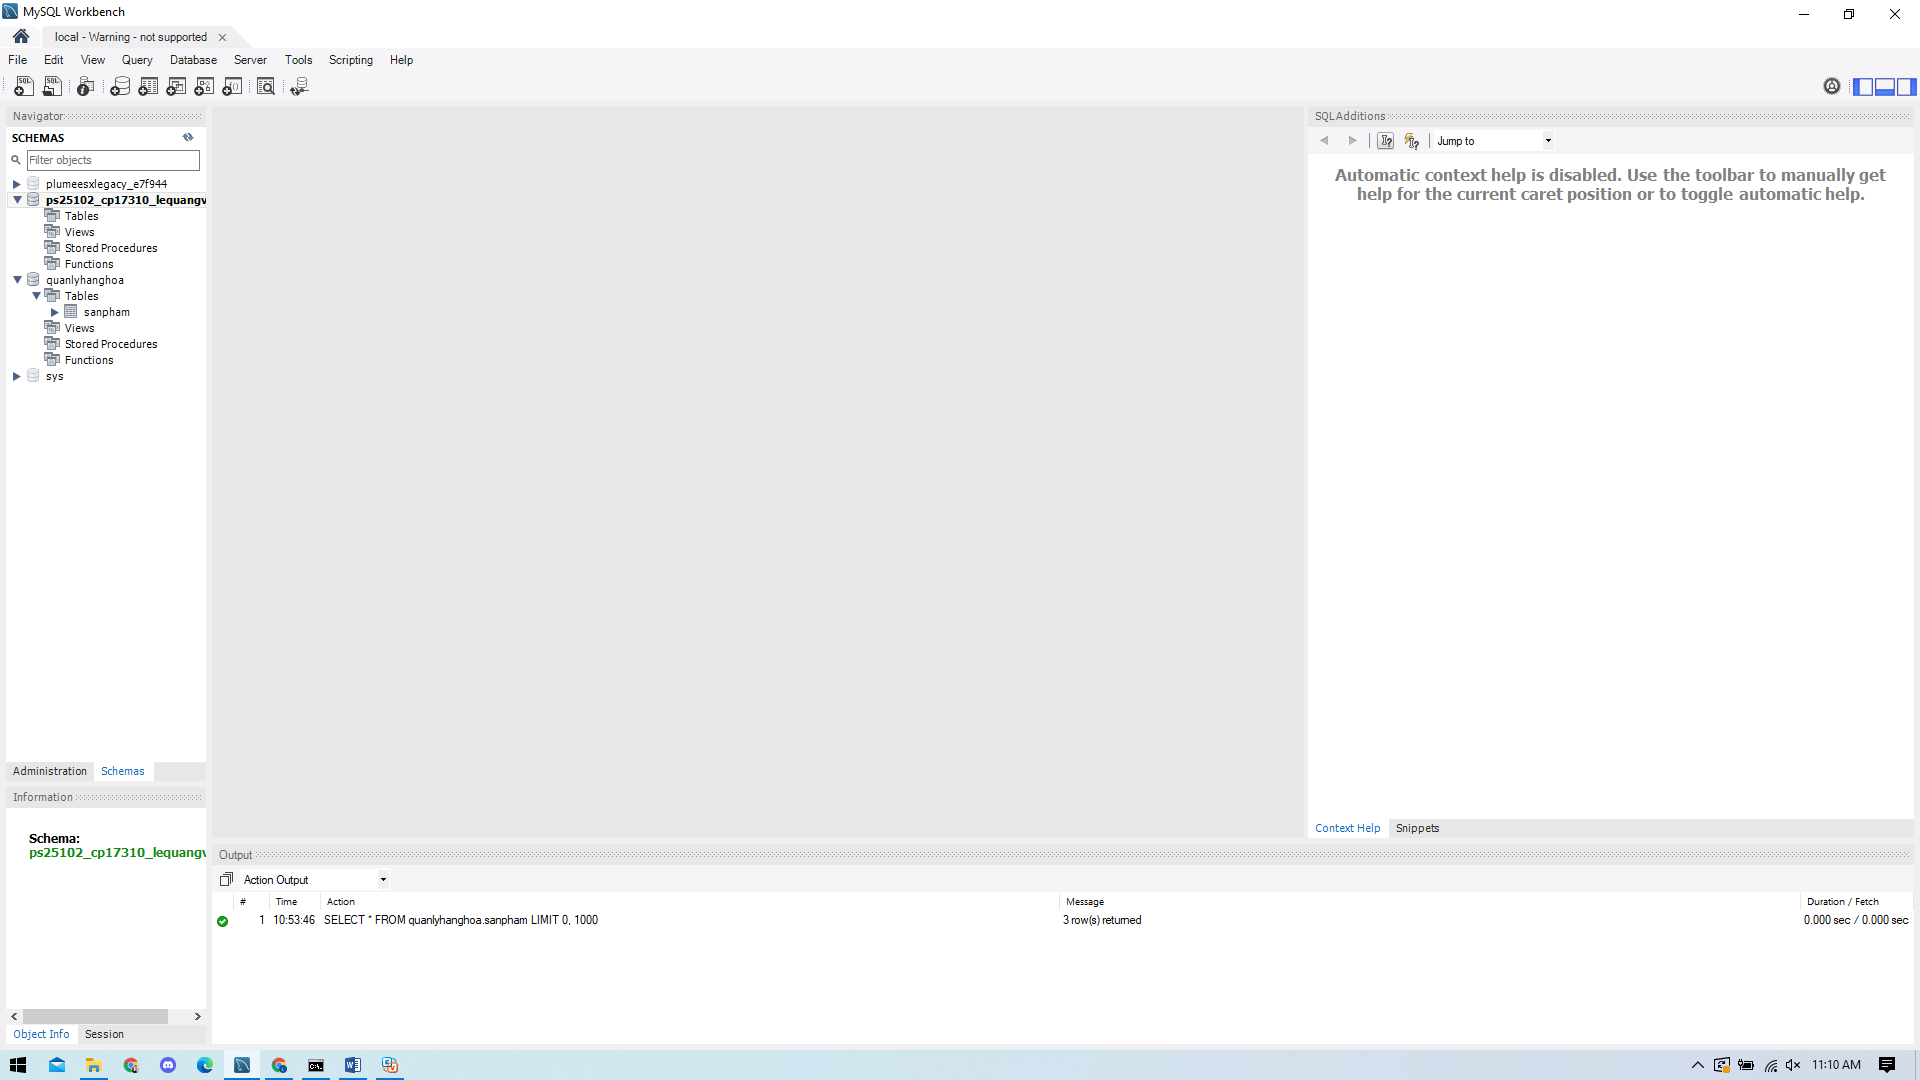 MySQL Workbench
local - Warning - not supported
File Edit View Query Database Server Tools Scripting Help
Navigator
SCHEMAS
Filter objects
plumeesxlegacy_e7f944
ps25102_cp17310_lequangv
Tables
Views
Stored Procedures
Functions
quanlyhanghoa
Tables
sanpham
Views
Stored Procedures
Functions
sys
Administration Schemas
Information
Schema:
ps25102_cp17310_lequangv
Object Info Session
SQLAdditions
Jump to
Automatic context help is disabled. Use the toolbar to manually get
help for the current caret position or to toggle automatic help.
Context Help Snippets
Output
Action Output
# Time Action Message Duration / Fetch
1 10:53:46 SELECT * FROM quanlyhanghoa.sanpham LIMIT 0, 1000 3 row(s) returned 0.000 sec / 0.000 sec
11:10 AM